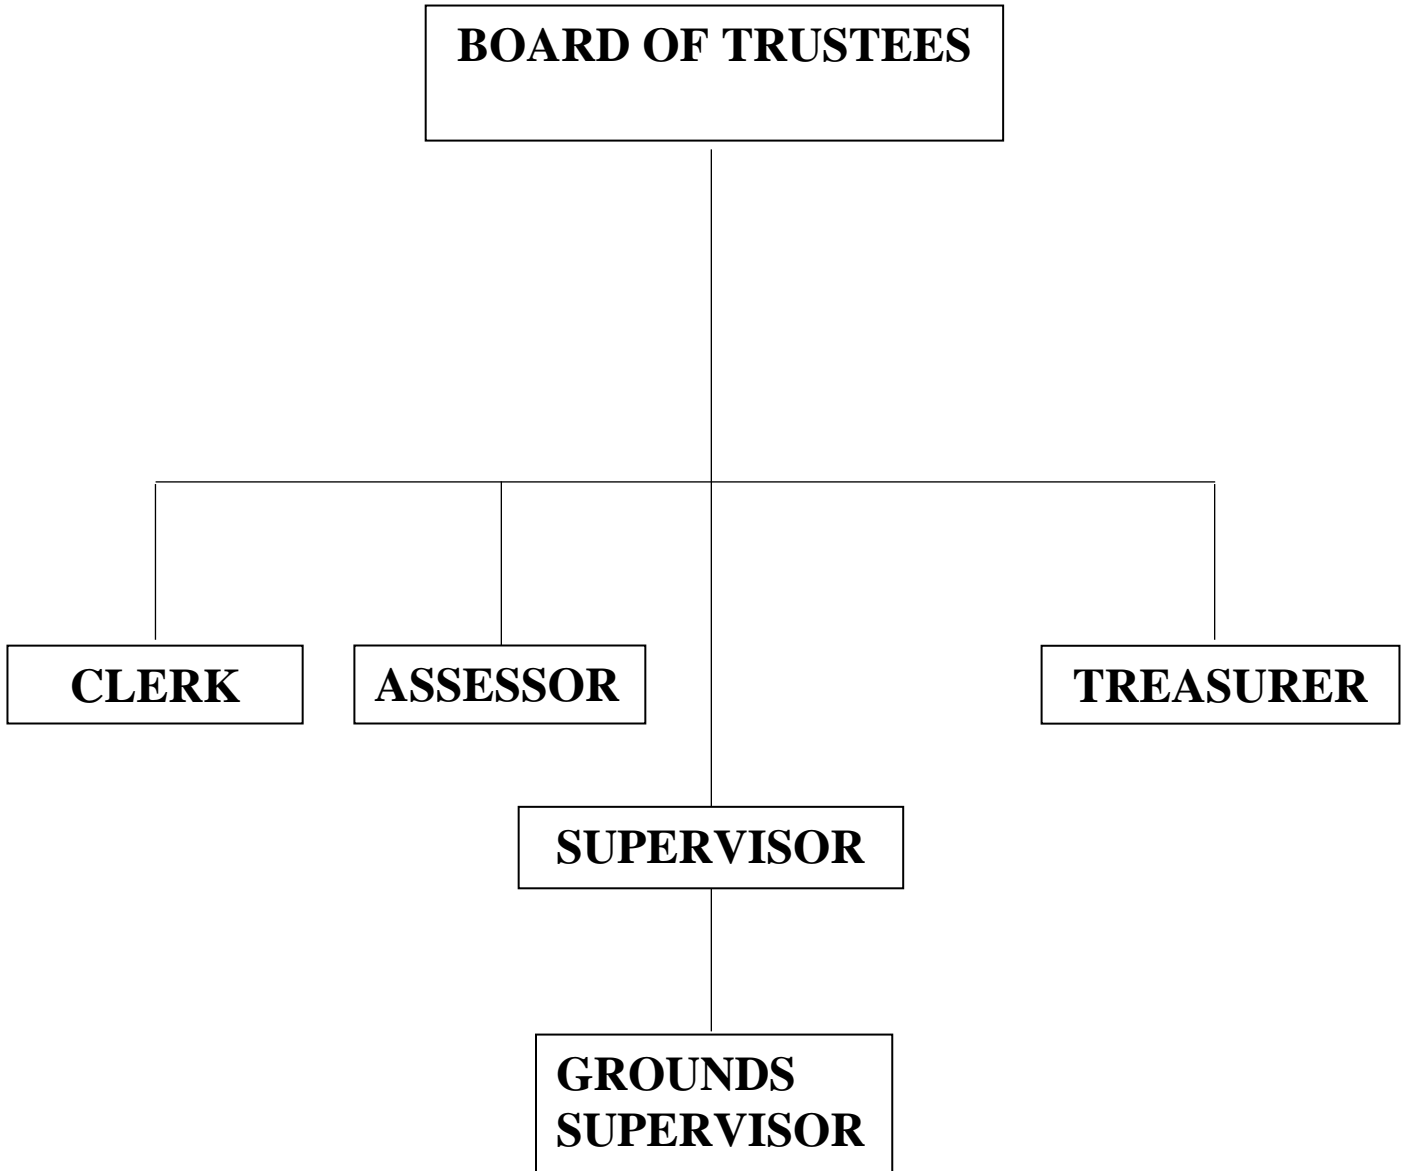 BOARD OF TRUSTEES
CLERK
ASSESSOR
TREASURER
SUPERVISOR
GROUNDS
SUPERVISOR